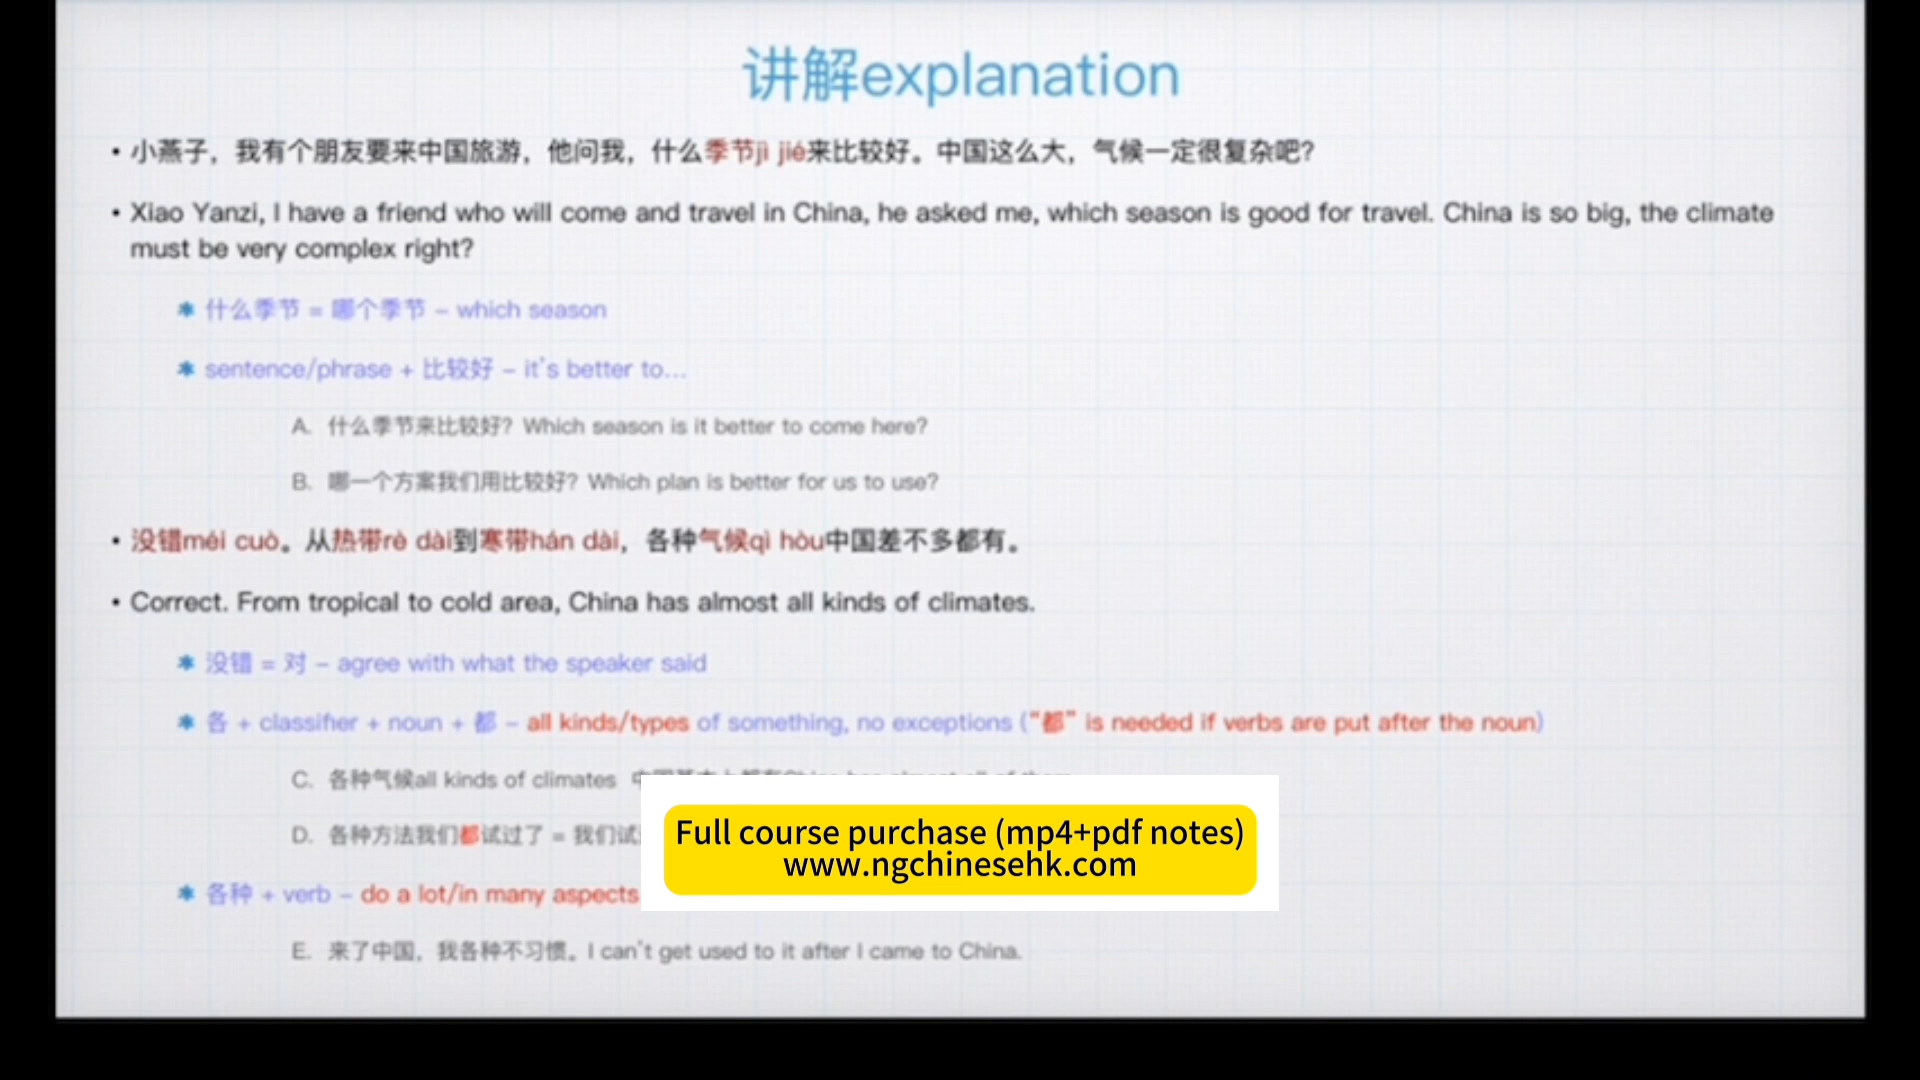 讲解explanation
• 小燕子，我有个朋友要来中国旅游，他问我，什么季节jì jié来比较好。中国这么大，气候一定很复杂吧？
• Xiao Yanzi, I have a friend who will come and travel in China, he asked me, which season is good for travel. China is so big, the climate
must be very complex right?
✱ 什么季节 = 哪个季节 – which season
✱ sentence/phrase + 比较好 – it's better to...
A. 什么季节来比较好？Which season is it better to come here?
B. 哪一个方案我们用比较好？Which plan is better for us to use?
• 没错méi cuò。从热带rè dài到寒带hán dài，各种气候qì hòu中国差不多都有。
• Correct. From tropical to cold area, China has almost all kinds of climates.
✱ 没错 = 对 – agree with what the speaker said
✱ 各 + classifier + noun + 都 – all kinds/types of something, no exceptions (“都” is needed if verbs are put after the noun)
C. 各种气候all kinds of climates
D. 各种方法我们都试过了 = 我们试
✱ 各种 + verb – do a lot/in many aspects
E. 来了中国，我各种不习惯。I can't get used to it after I came to China.
Full course purchase (mp4+pdf notes)
www.ngchinesehk.com